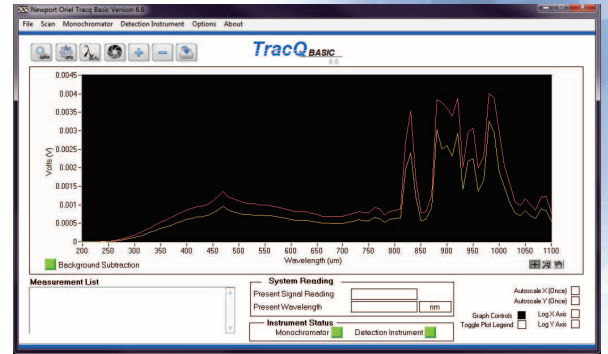 Newport Oriel Tracq Basic Version 6.6
File Scan Monochromator Detection Instrument Options About
TracQ BASIC
6.6
0.0045
0.004
0.0035
0.003
0.0025
0.002
0.0015
0.001
0.0005
0
Volts (V)
200 250 300 350 400 450 500 550 600 650 700 750 800 850 900 950 1000 1050 1100
Wavelength (um)
Background Subtraction
Measurement List
System Reading
Present Signal Reading
Present Wavelength nm
Instrument Status
Monochromator Detection Instrument
Autoscale X (Once)
Autoscale Y (Once)
Graph Controls Log X Axis
Toggle Plot Legend Log Y Axis